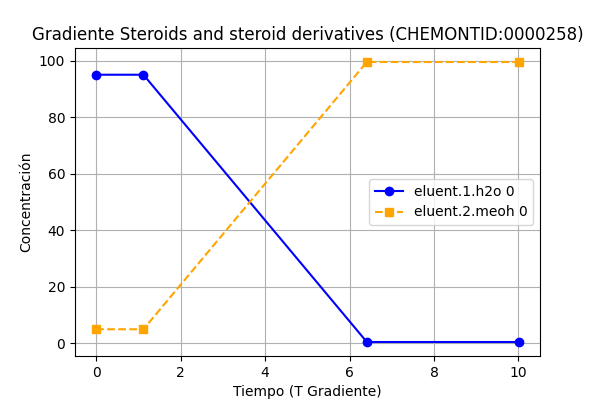 Gradiente Steroids and steroid derivatives (CHEMONTID:0000258)
100
80
60
40
20
0
Concentración
eluent.1.h2o 0
eluent.2.meoh 0
0 2 4 6 8 10
Tiempo (T Gradiente)